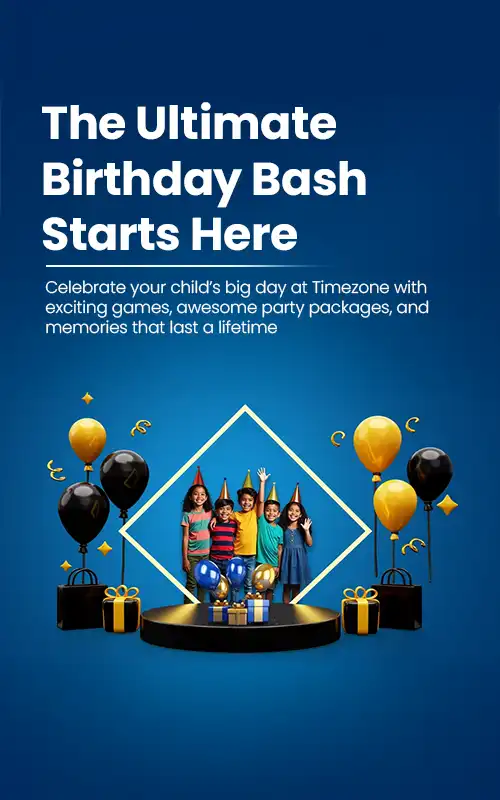 The Ultimate
Birthday Bash
Starts Here
Celebrate your child's big day at Timezone with
exciting games, awesome party packages, and
memories that last a lifetime